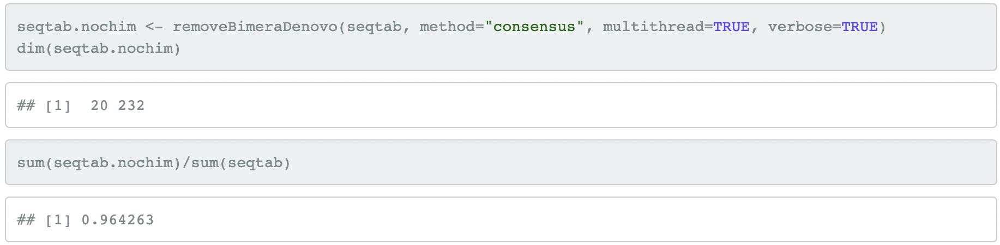 seqtab.nochim <- removeBimeraDenovo(seqtab, method="consensus", multithread=TRUE, verbose=TRUE)
dim(seqtab.nochim)
## [1]  20 232
sum(seqtab.nochim)/sum(seqtab)
## [1] 0.964263